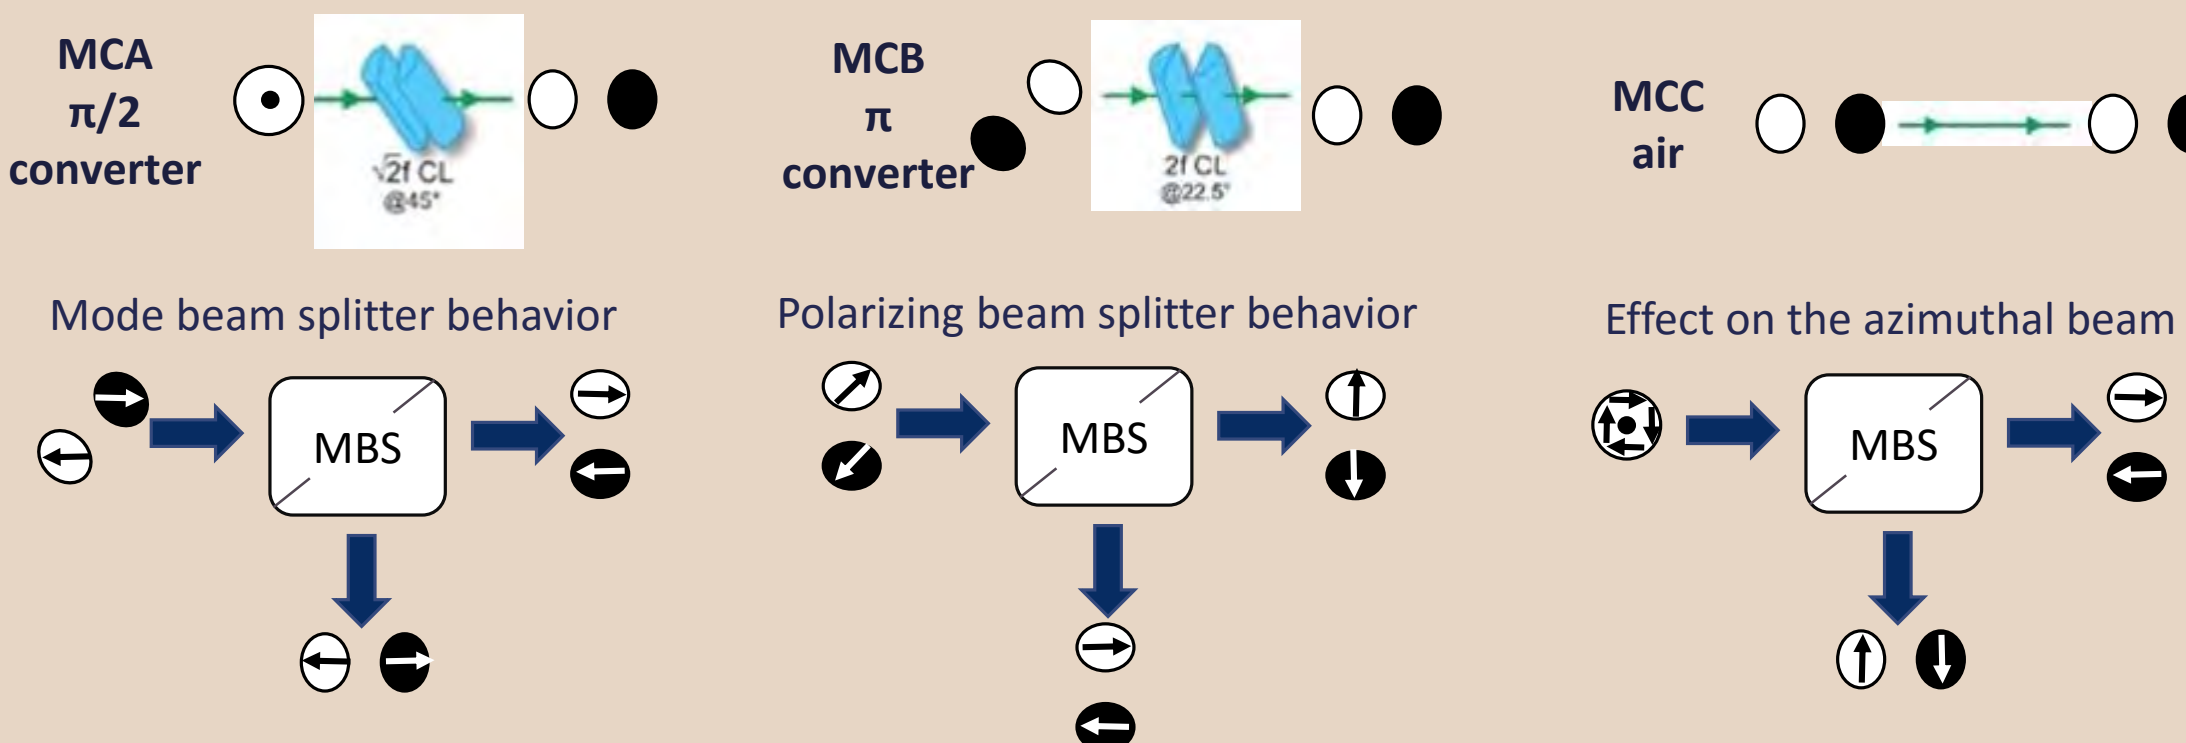 MCA
π/2
converter
√2f CL
@45°
MCB
π
converter
2f CL
@22.5°
MCC
air
Mode beam splitter behavior
MBS
Polarizing beam splitter behavior
MBS
Effect on the azimuthal beam
MBS